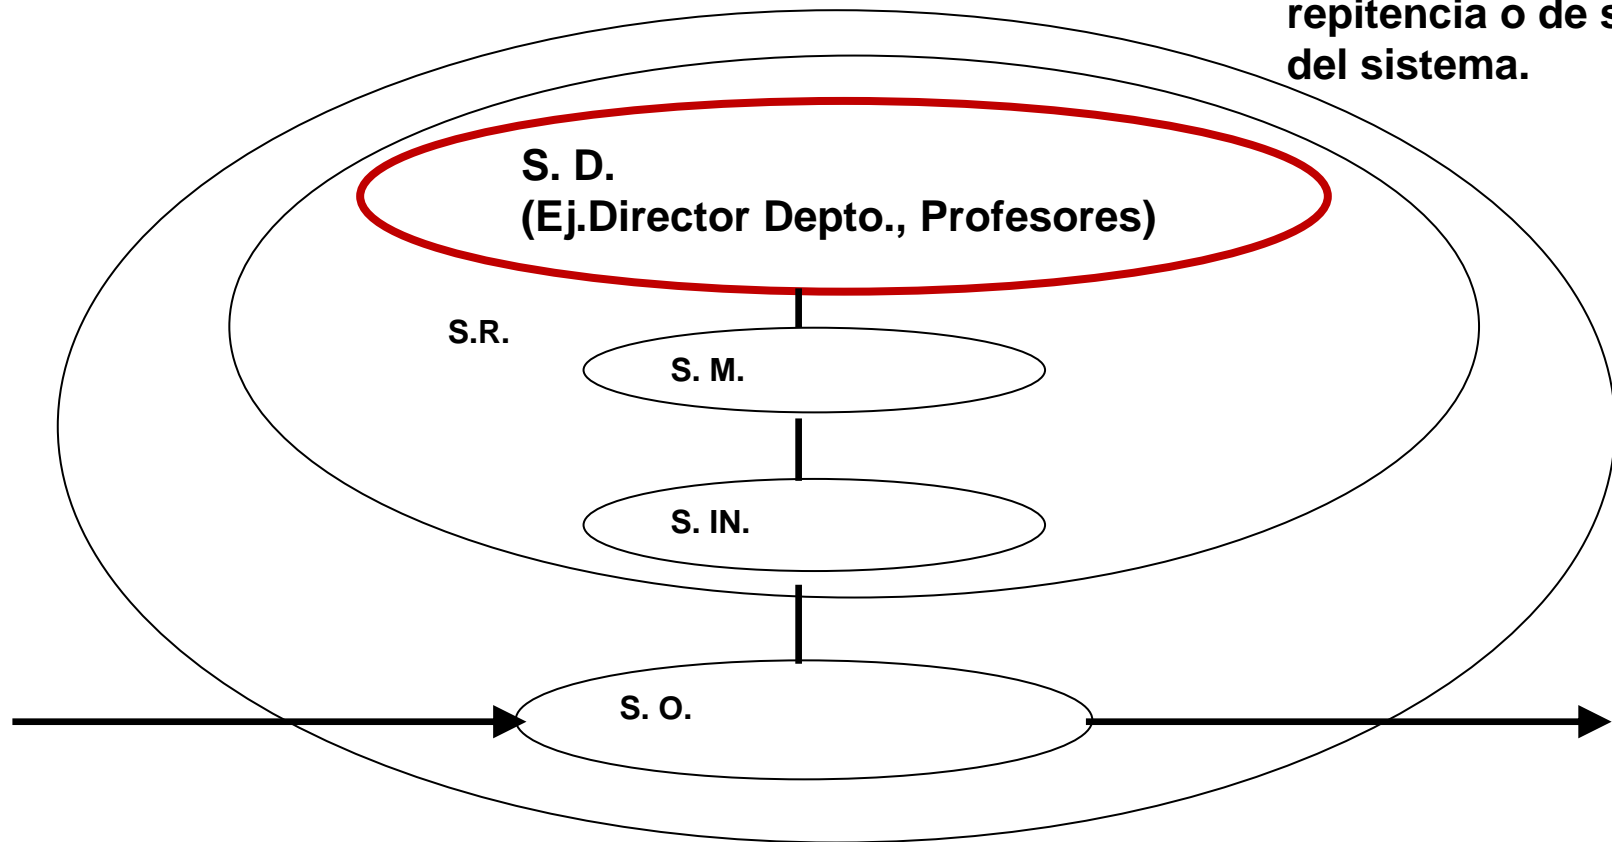 repitencia o de s
del sistema.
S. D.
(Ej.Director Depto., Profesores)
S.R.
S. M.
S. IN.
S. O.